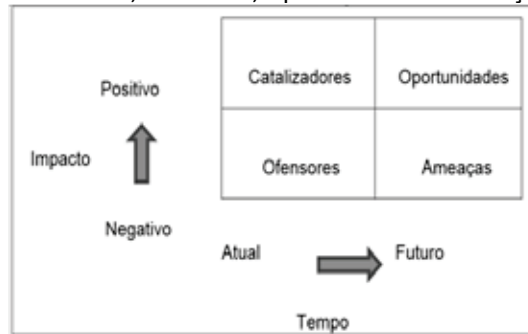 Positivo
Impacto
Negativo
Catalizadores Oportunidades
Ofensores Ameaças
Atual Futuro
Tempo